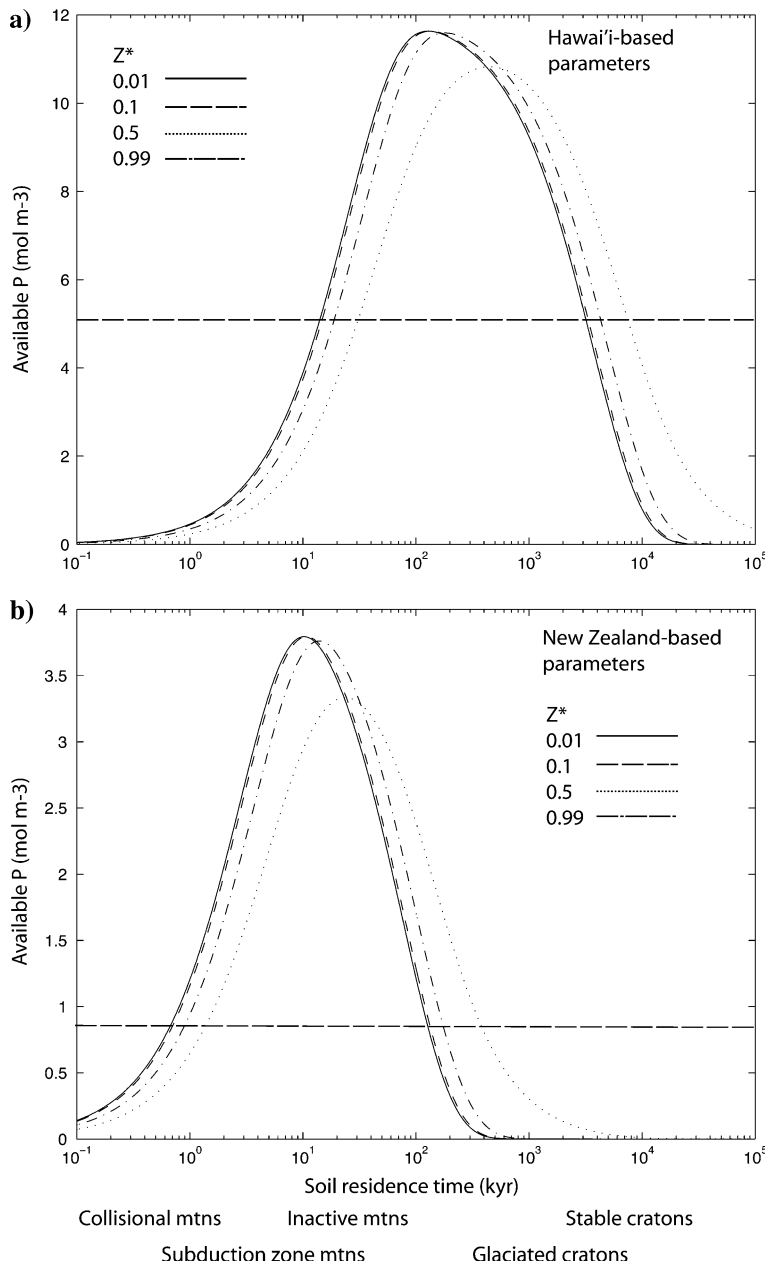 a)
Hawai'i-based
parameters
Z*
0.01
0.1
0.5
0.99
Available P (mol m-3)
12
10
8
6
4
2
0
10⁻¹ 10⁰ 10¹ 10² 10³ 10⁴ 10⁵
b)
New Zealand-based
parameters
Z*
0.01
0.1
0.5
0.99
Available P (mol m-3)
4
3.5
3
2.5
2
1.5
1
0.5
0
10⁻¹ 10⁰ 10¹ 10² 10³ 10⁴ 10⁵
Soil residence time (kyr)
Collisional mtns Inactive mtns Stable cratons
Subduction zone mtns Glaciated cratons